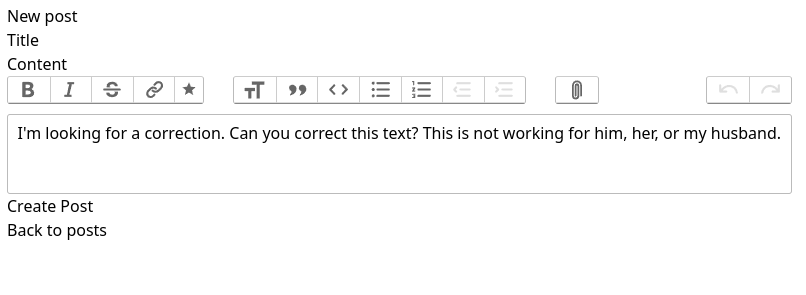 New post
Title
Content
I'm looking for a correction. Can you correct this text? This is not working for him, her, or my husband.
Create Post
Back to posts